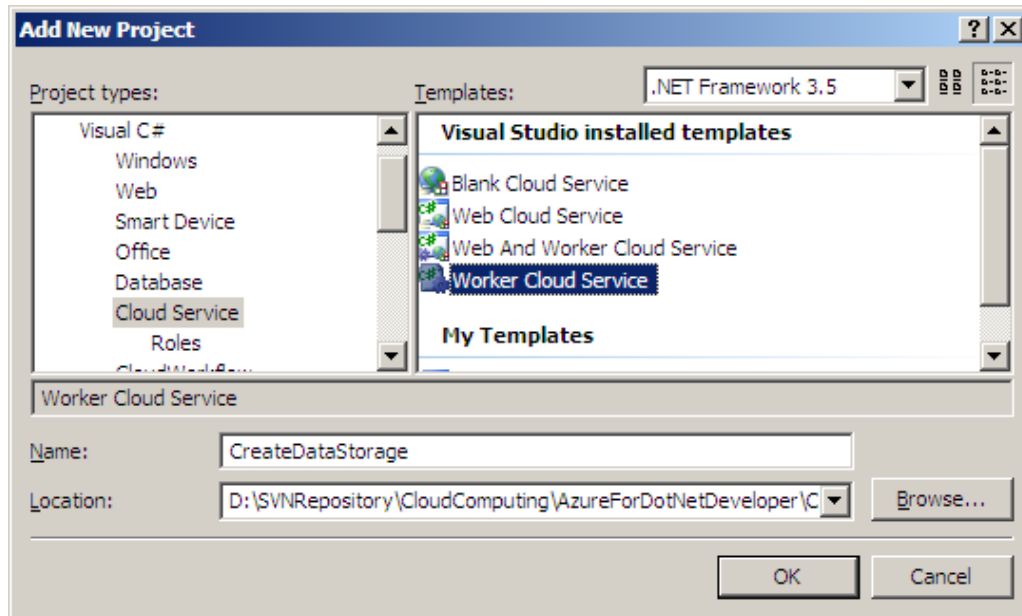 Add New Project
Project types:
Templates:
.NET Framework 3.5
Visual C#
Windows
Web
Smart Device
Office
Database
Cloud Service
Roles
CloudWorkflow
Visual Studio installed templates
Blank Cloud Service
Web Cloud Service
Web And Worker Cloud Service
Worker Cloud Service
My Templates
Worker Cloud Service
Name:
CreateDataStorage
Location:
D:\SVNRepository\CloudComputing\AzureForDotNetDeveloper\C
Browse...
OK
Cancel